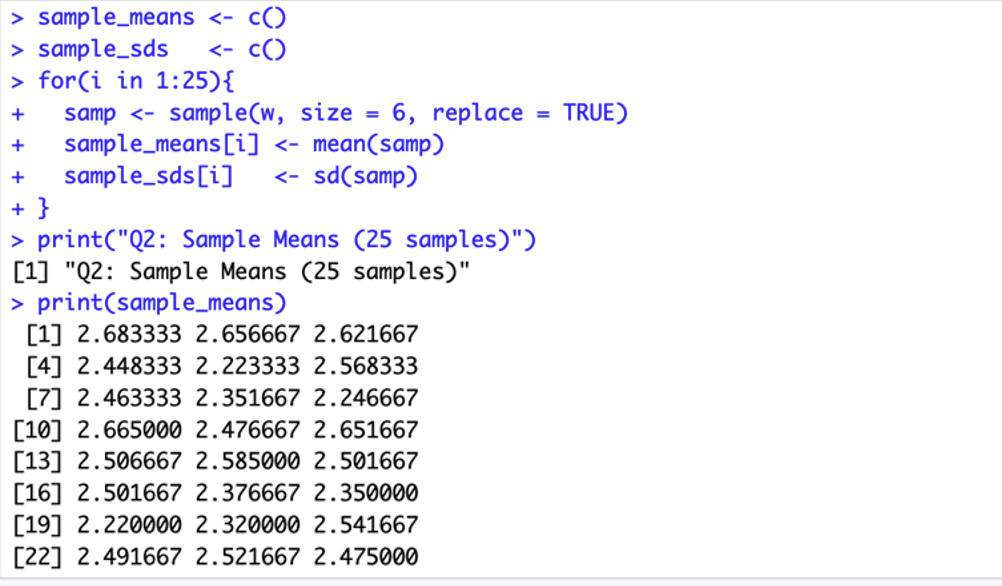 > sample_means <- c()
> sample_sds   <- c()
> for(i in 1:25){
+   samp <- sample(w, size = 6, replace = TRUE)
+   sample_means[i] <- mean(samp)
+   sample_sds[i]   <- sd(samp)
+ }
> print("Q2: Sample Means (25 samples)")
[1] "Q2: Sample Means (25 samples)"
> print(sample_means)
 [1] 2.683333 2.656667 2.621667
 [4] 2.448333 2.223333 2.568333
 [7] 2.463333 2.351667 2.246667
[10] 2.665000 2.476667 2.651667
[13] 2.506667 2.585000 2.501667
[16] 2.501667 2.376667 2.350000
[19] 2.220000 2.320000 2.541667
[22] 2.491667 2.521667 2.475000